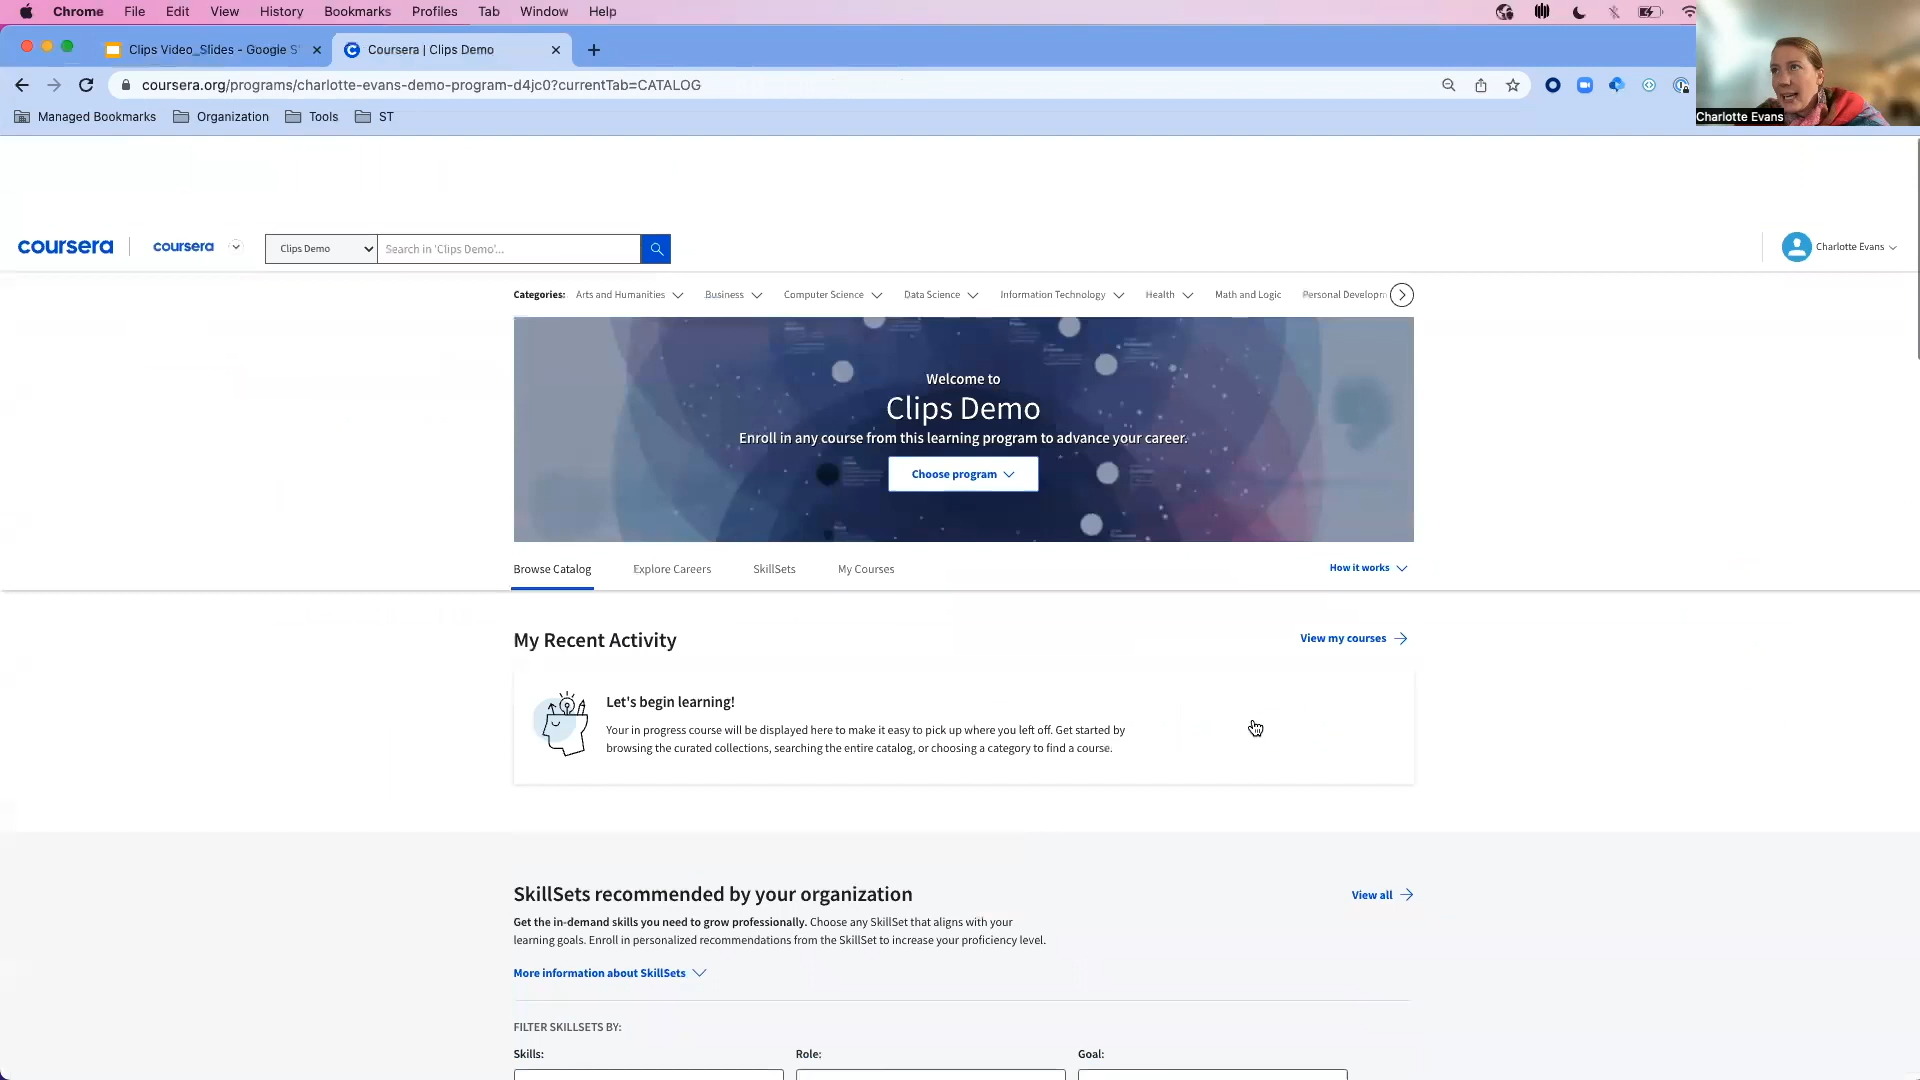 Chrome File Edit View History Bookmarks Profiles Tab Window Help
Clips Video_Slides - Google S
Coursera | Clips Demo
coursera.org/programs/charlotte-evans-demo-program-d4jc0?currentTab=CATALOG
Managed Bookmarks Organization Tools ST
Charlotte Evans
coursera coursera Clips Demo Search in 'Clips Demo'... Charlotte Evans
Categories: Arts and Humanities Business Computer Science Data Science Information Technology Health Math and Logic Personal Developm
Welcome to
Clips Demo
Enroll in any course from this learning program to advance your career.
Choose program
Browse Catalog Explore Careers SkillSets My Courses How it works
My Recent Activity View my courses
Let's begin learning!
Your in progress course will be displayed here to make it easy to pick up where you left off. Get started by
browsing the curated collections, searching the entire catalog, or choosing a category to find a course.
SkillSets recommended by your organization View all
Get the in-demand skills you need to grow professionally. Choose any SkillSet that aligns with your
learning goals. Enroll in personalized recommendations from the SkillSet to increase your proficiency level.
More information about SkillSets
FILTER SKILLSETS BY:
Skills: Role: Goal: